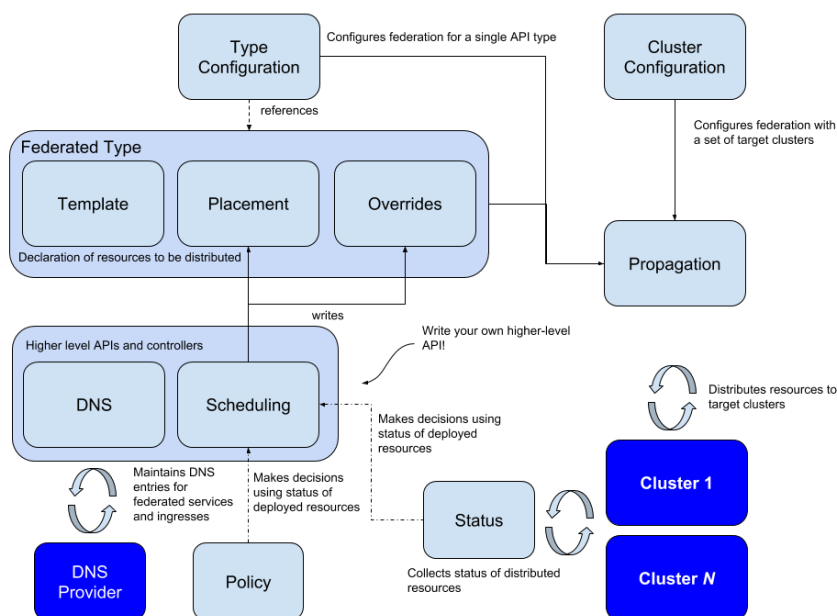 Type
Configuration
Configures federation for a single API type
Cluster
Configuration
references
Configures federation with
a set of target clusters
Federated Type
Template
Placement
Overrides
Declaration of resources to be distributed
Propagation
writes
Write your own higher-level
API!
Higher level APIs and controllers
DNS
Scheduling
Distributes resources to
target clusters
Makes decisions using
status of deployed
resources
Maintains DNS
entries for
federated services
and ingresses
Makes decisions
using status of
deployed resources
Cluster 1
Status
Collects status of distributed
resources
DNS
Provider
Policy
Cluster N